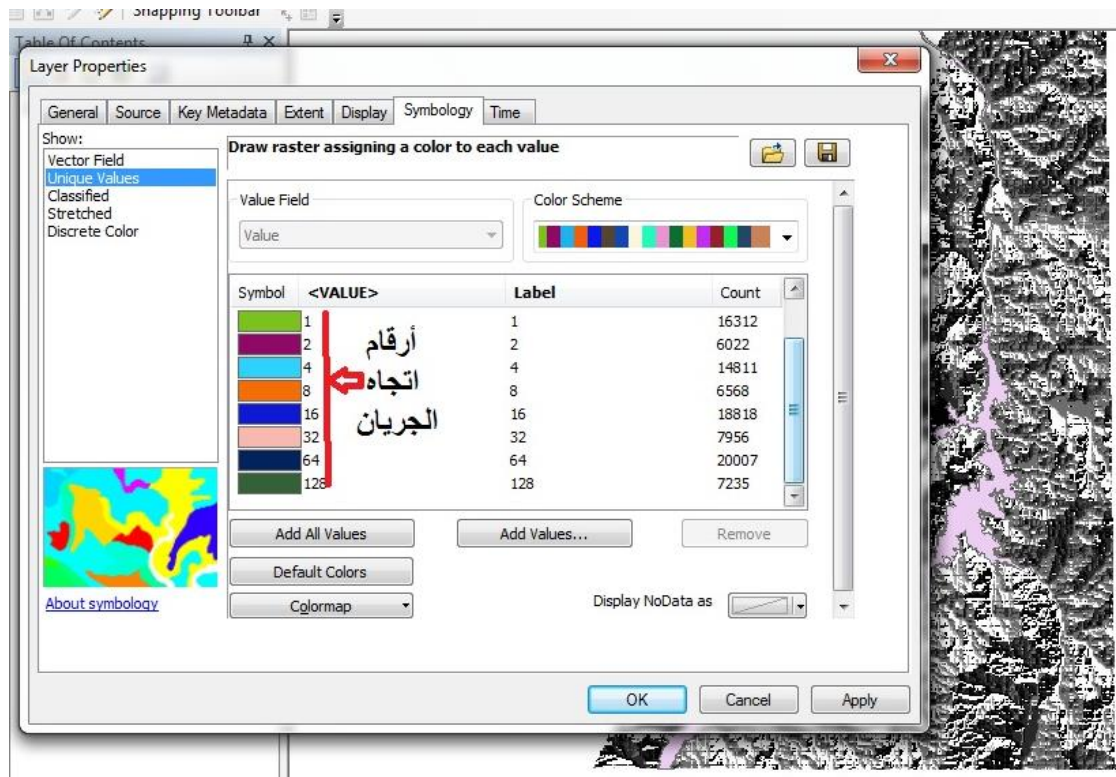 Snapping Toolbar
Table Of Contents
Layer Properties
General Source Key Metadata Extent Display Symbology Time
Show:
Vector Field
Unique Values
Classified
Stretched
Discrete Color
About symbology
Draw raster assigning a color to each value
Value Field
Value
Color Scheme
Symbol <VALUE> Label Count
1 1 16312
2 2 6022
4 4 14811
8 8 6568
16 16 18818
32 32 7956
64 64 20007
128 128 7235
أرقام
اتجاه
الجريان
Add All Values Add Values... Remove
Default Colors
Colormap
Display NoData as
OK Cancel Apply